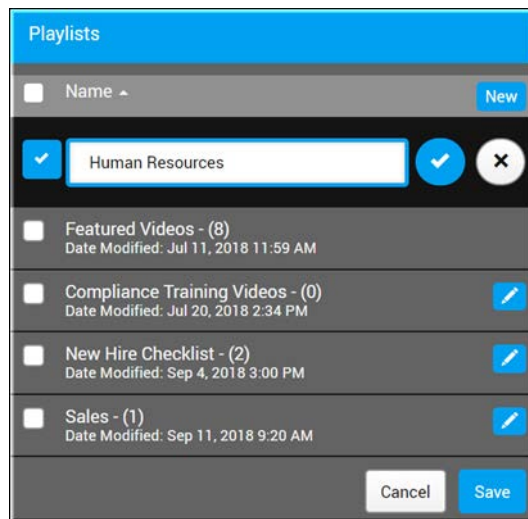 Playlists
Name
New
Human Resources
Featured Videos - (8)
Date Modified: Jul 11, 2018 11:59 AM
Compliance Training Videos - (0)
Date Modified: Jul 20, 2018 2:34 PM
New Hire Checklist - (2)
Date Modified: Sep 4, 2018 3:00 PM
Sales - (1)
Date Modified: Sep 11, 2018 9:20 AM
Cancel
Save